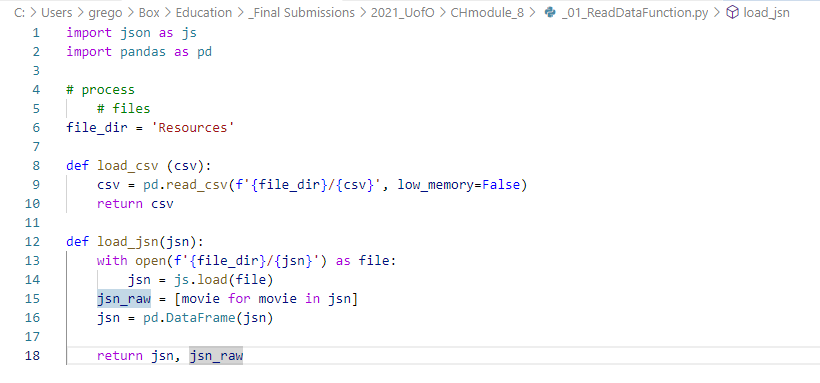 C: > Users > grego > Box > Education > _Final Submissions > 2021_UofO > CHmodule_8 > _01_ReadDataFunction.py > load_jsn
1 import json as js
2 import pandas as pd
3
4 # process
5     # files
6 file_dir = 'Resources'
7
8 def load_csv (csv):
9     csv = pd.read_csv(f'{file_dir}/{csv}', low_memory=False)
10     return csv
11
12 def load_jsn(jsn):
13     with open(f'{file_dir}/{jsn}') as file:
14         jsn = js.load(file)
15     jsn_raw = [movie for movie in jsn]
16     jsn = pd.DataFrame(jsn)
17
18     return jsn, jsn_raw